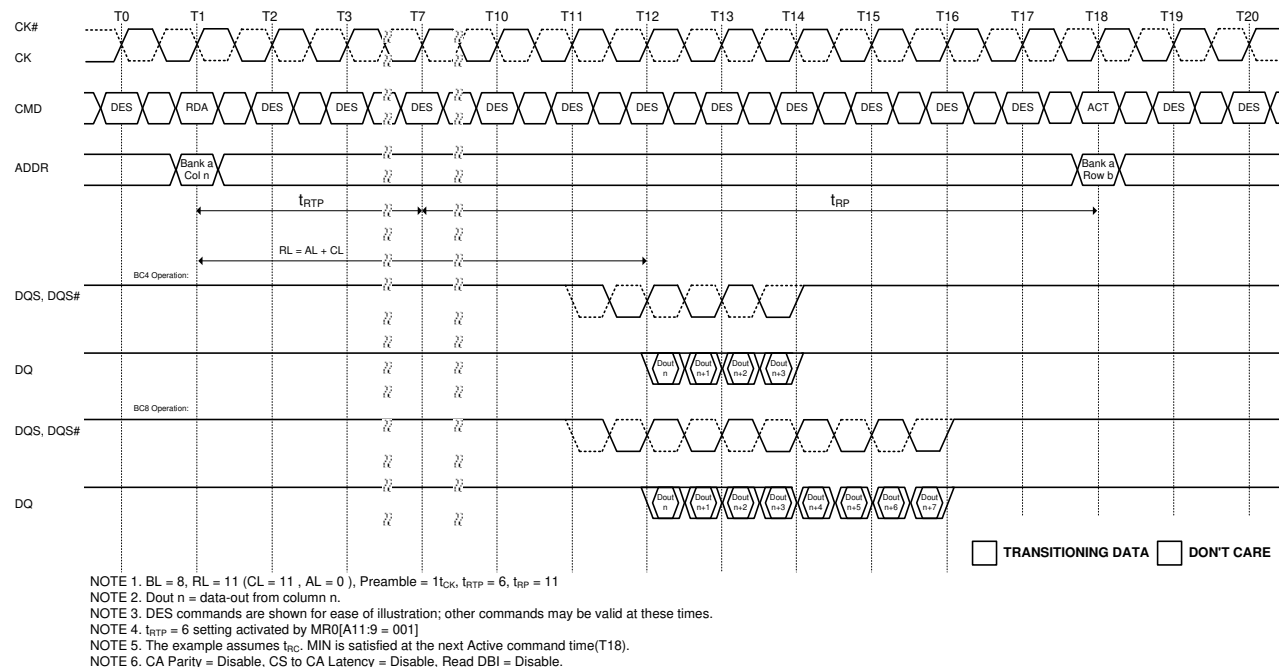 T0 T1 T2 T3 T7 T10 T11 T12 T13 T14 T15 T16 T17 T18 T19 T20
CK#
CK
CMD DES RDA DES DES DES DES DES DES DES DES DES DES DES ACT DES DES
ADDR
Bank a
Col n
Bank a
Row b
tRTP tRP
RL = AL + CL
BC4 Operation:
DQS, DQS#
DQ
Dout n Dout n+1 Dout n+2 Dout n+3
BC8 Operation:
DQS, DQS#
DQ
Dout n Dout n+1 Dout n+2 Dout n+3 Dout n+4 Dout n+5 Dout n+6 Dout n+7
TRANSITIONING DATA DON'T CARE
NOTE 1. BL = 8, RL = 11 (CL = 11 , AL = 0 ), Preamble = 1tCK, tRTP = 6, tRP = 11
NOTE 2. Dout n = data-out from column n.
NOTE 3. DES commands are shown for ease of illustration; other commands may be valid at these times.
NOTE 4. tRTP = 6 setting activated by MR0[A11:9 = 001]
NOTE 5. The example assumes tRC. MIN is satisfied at the next Active command time(T18).
NOTE 6. CA Parity = Disable, CS to CA Latency = Disable, Read DBI = Disable.